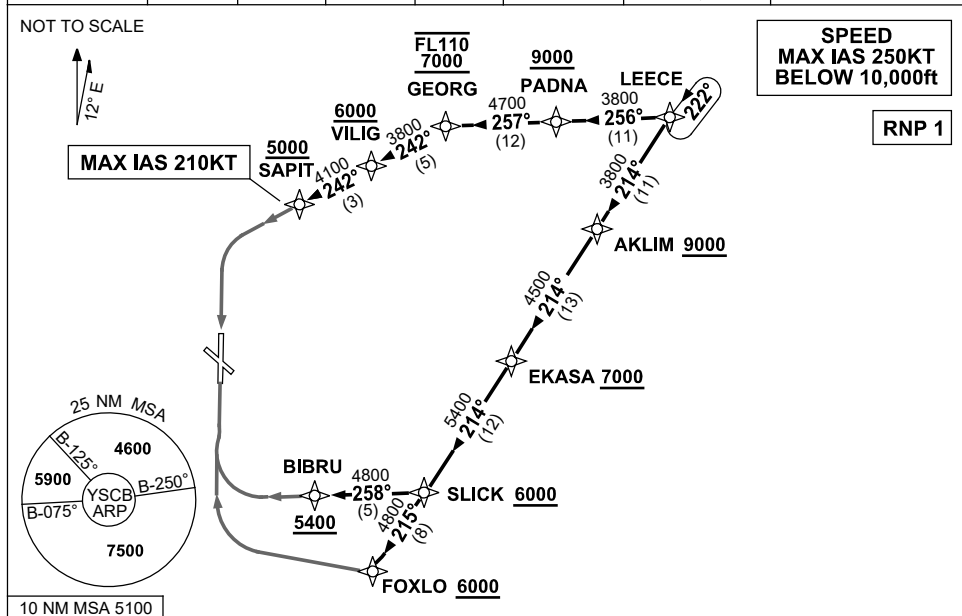 NOT TO SCALE
12° E
SPEED
MAX IAS 250KT
BELOW 10,000ft
RNP 1
FL110
7000
GEORG
9000
PADNA
LEECE
222°
6000
VILIG
4700
257°
(12)
3800
256°
(11)
MAX IAS 210KT
5000
SAPIT
3800
242°
(5)
4100
242°
(3)
3800
214°
(11)
AKLIM 9000
4500
214°
(13)
EKASA 7000
5400
214°
(12)
25 NM MSA
B-125°
4600
5900
B-250°
B-075°
YSCB
ARP
7500
BIBRU
5400
4800
258°
(5)
SLICK 6000
4800
215°
(8)
FOXLO 6000
10 NM MSA 5100